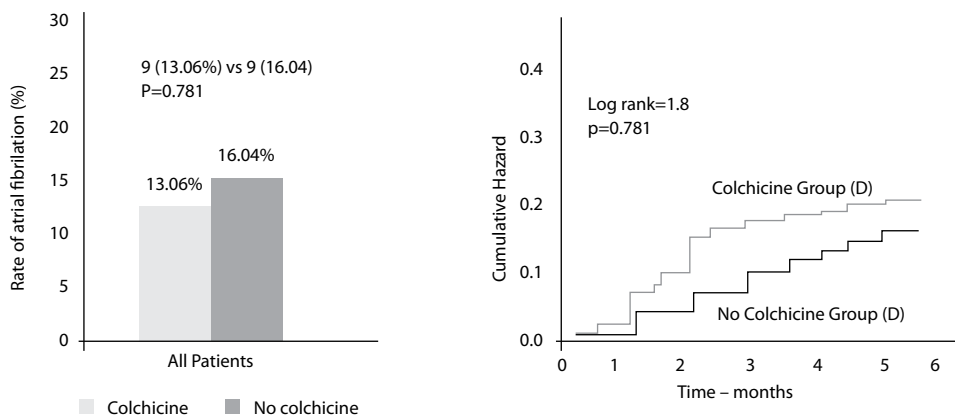 30
25
20
15
10
5
0
Rate of atrial fibrilation (%)
9 (13.06%) vs 9 (16.04)
P=0.781
13.06%
16.04%
All Patients
Colchicine
No colchicine
0.4
0.3
0.2
0.1
0.0
Cumulative Hazard
Log rank=1.8
p=0.781
Colchicine Group (D)
No Colchicine Group (D)
0 1 2 3 4 5 6
Time – months